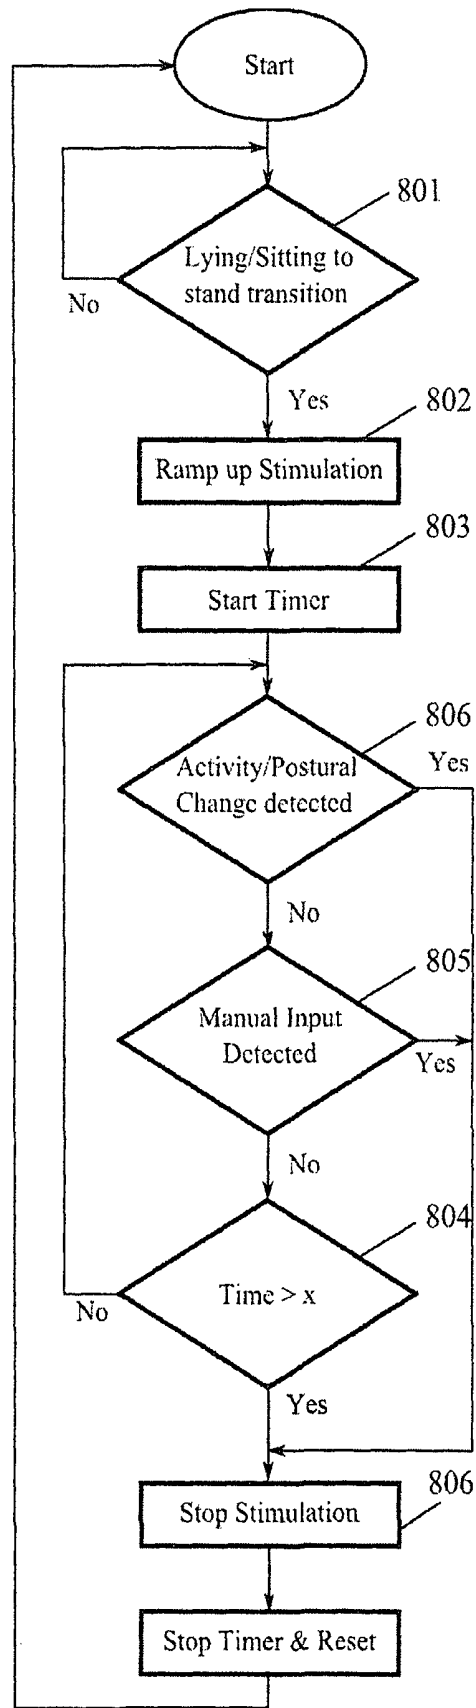 Start
801
Lying/Sitting to
stand transition
No
Yes
802
Ramp up Stimulation
803
Start Timer
806
Activity/Postural
Change detected
Yes
No
805
Manual Input
Detected
Yes
No
804
Time > x
No
Yes
806
Stop Stimulation
Stop Timer & Reset